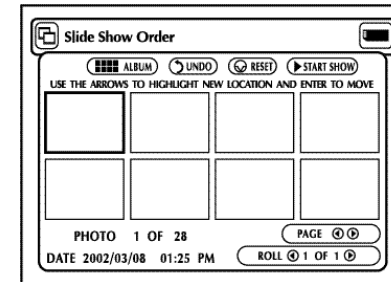 Slide Show Order
ALBUM UNDO RESET START SHOW
USE THE ARROWS TO HIGHLIGHT NEW LOCATION AND ENTER TO MOVE
PHOTO 1 OF 28 PAGE
DATE 2002/03/08 01:25 PM ROLL 1 OF 1